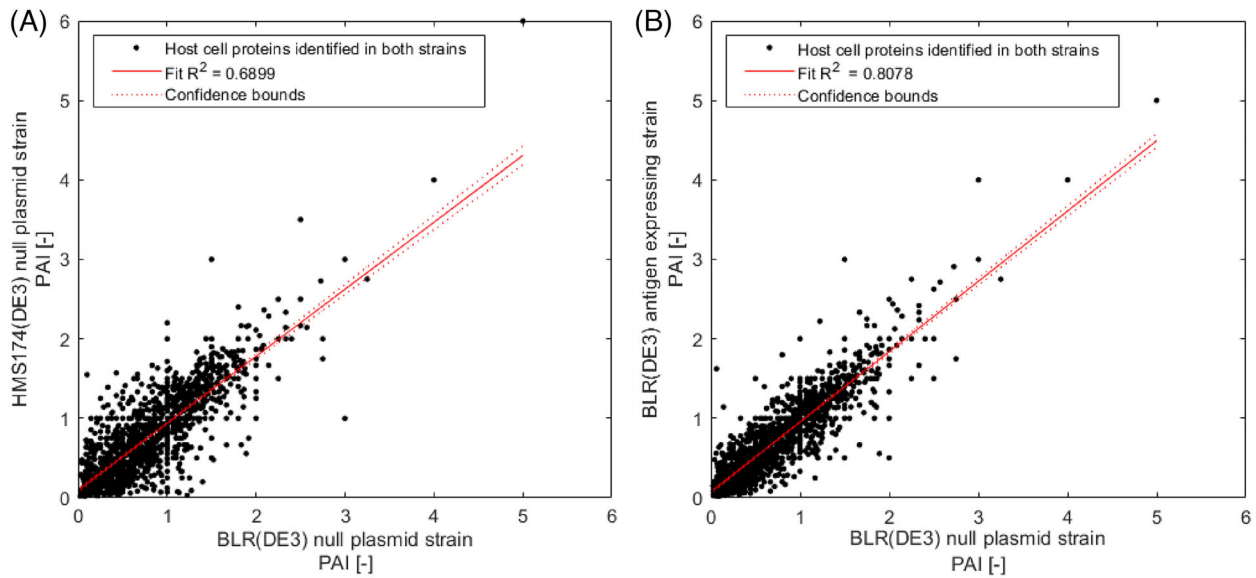 (A)
6
5
4
3
2
1
0
HMS174(DE3) null plasmid strain
PAI [-]
Host cell proteins identified in both strains
Fit R2 = 0.6899
Confidence bounds
0 1 2 3 4 5 6
BLR(DE3) null plasmid strain
PAI [-]
(B)
6
5
4
3
2
1
0
BLR(DE3) antigen expressing strain
PAI [-]
Host cell proteins identified in both strains
Fit R2 = 0.8078
Confidence bounds
0 1 2 3 4 5 6
BLR(DE3) null plasmid strain
PAI [-]